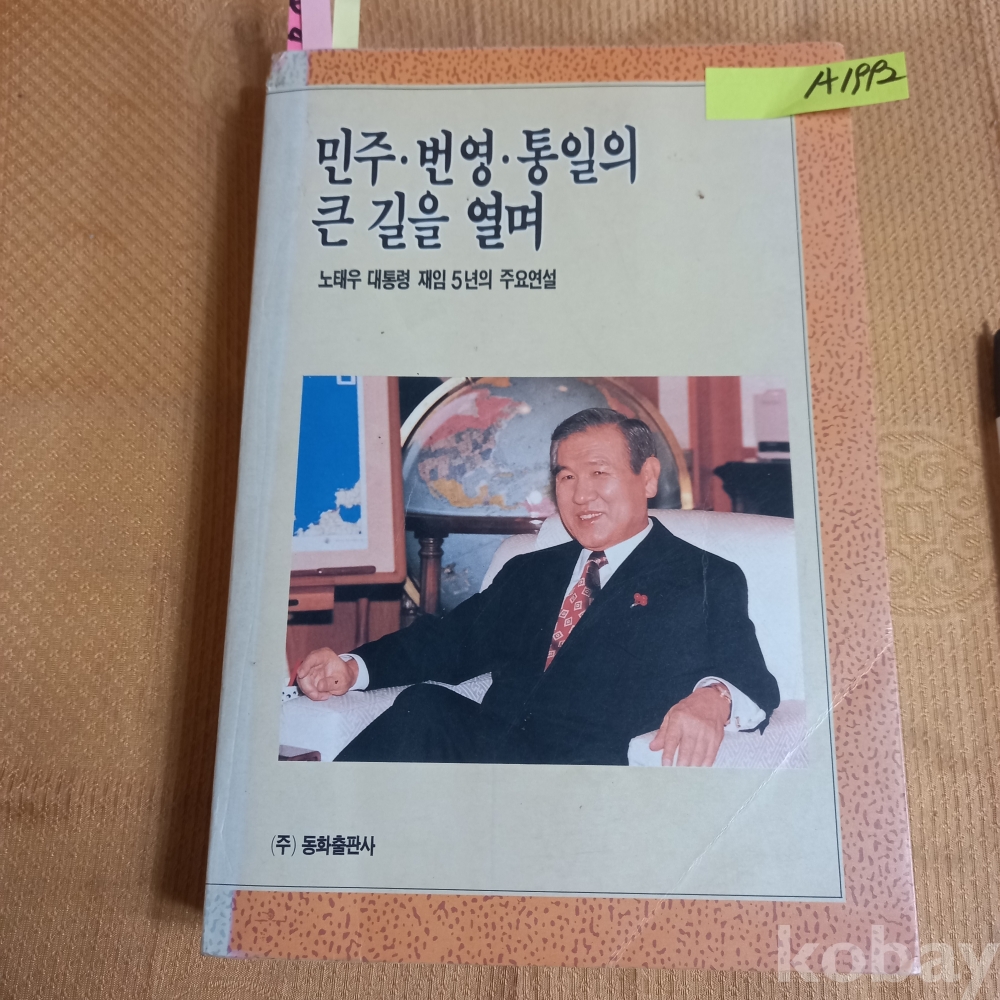 A1993
민주·번영·통일의
큰 길을 열며
노태우 대통령 재임 5년의 주요연설
(주) 동화출판사
kobay